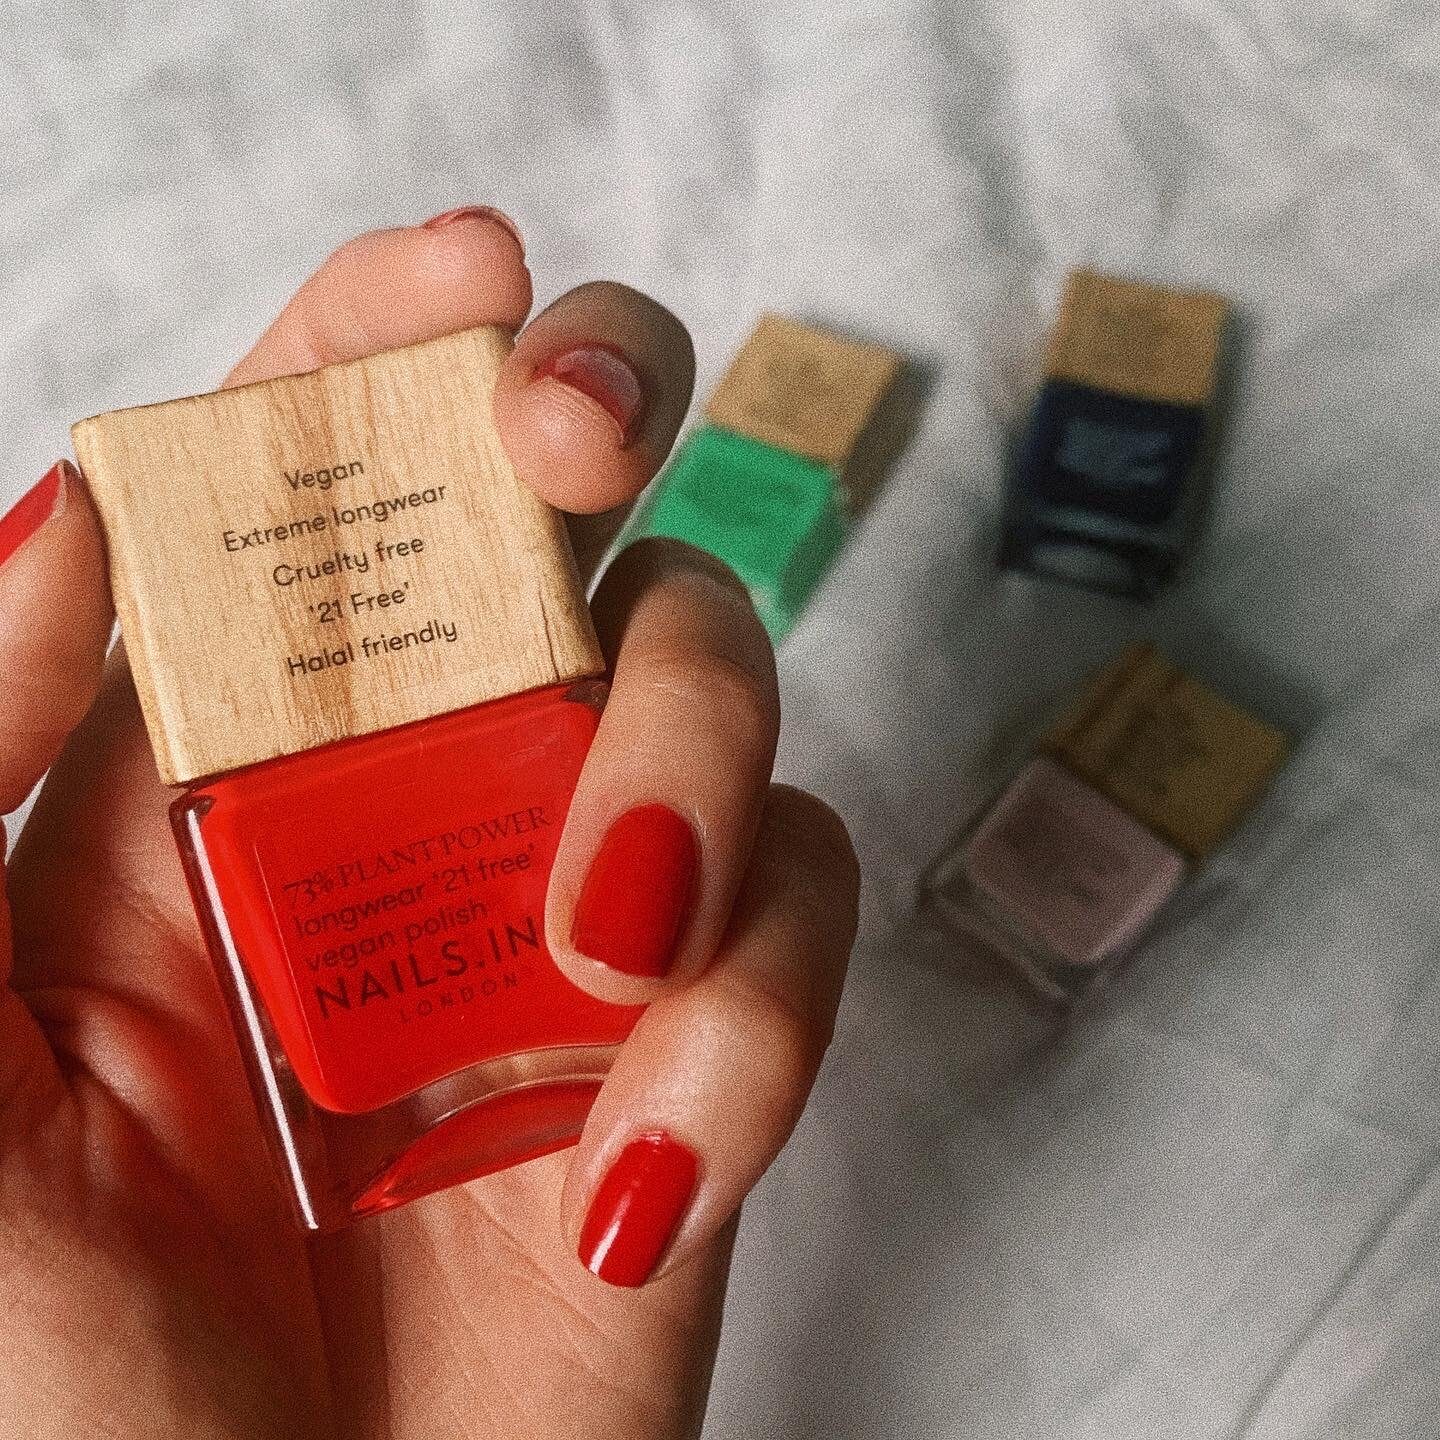 Vegan
Extreme longwear
Cruelty free
'21 Free'
Halal friendly
73% PLANT POWER
longwear '21 free'
vegan polish
NAILS.IN
LONDON